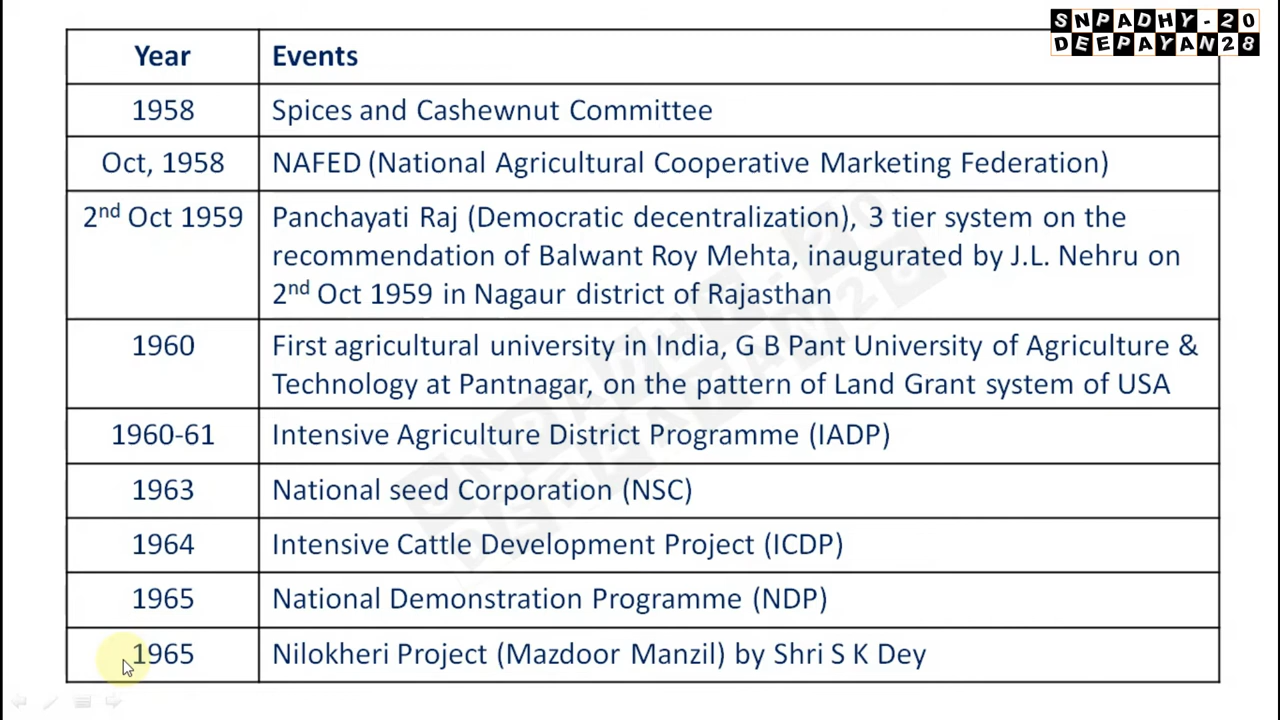 SNPADHY-20
DEEPAYAN28
Year Events
1958 Spices and Cashewnut Committee
Oct, 1958 NAFED (National Agricultural Cooperative Marketing Federation)
2nd Oct 1959 Panchayati Raj (Democratic decentralization), 3 tier system on the
recommendation of Balwant Roy Mehta, inaugurated by J.L. Nehru on
2nd Oct 1959 in Nagaur district of Rajasthan
1960 First agricultural university in India, G B Pant University of Agriculture &
Technology at Pantnagar, on the pattern of Land Grant system of USA
1960-61 Intensive Agriculture District Programme (IADP)
1963 National seed Corporation (NSC)
1964 Intensive Cattle Development Project (ICDP)
1965 National Demonstration Programme (NDP)
1965 Nilokheri Project (Mazdoor Manzil) by Shri S K Dey
SNPADHY-20
DEEPAYAN28